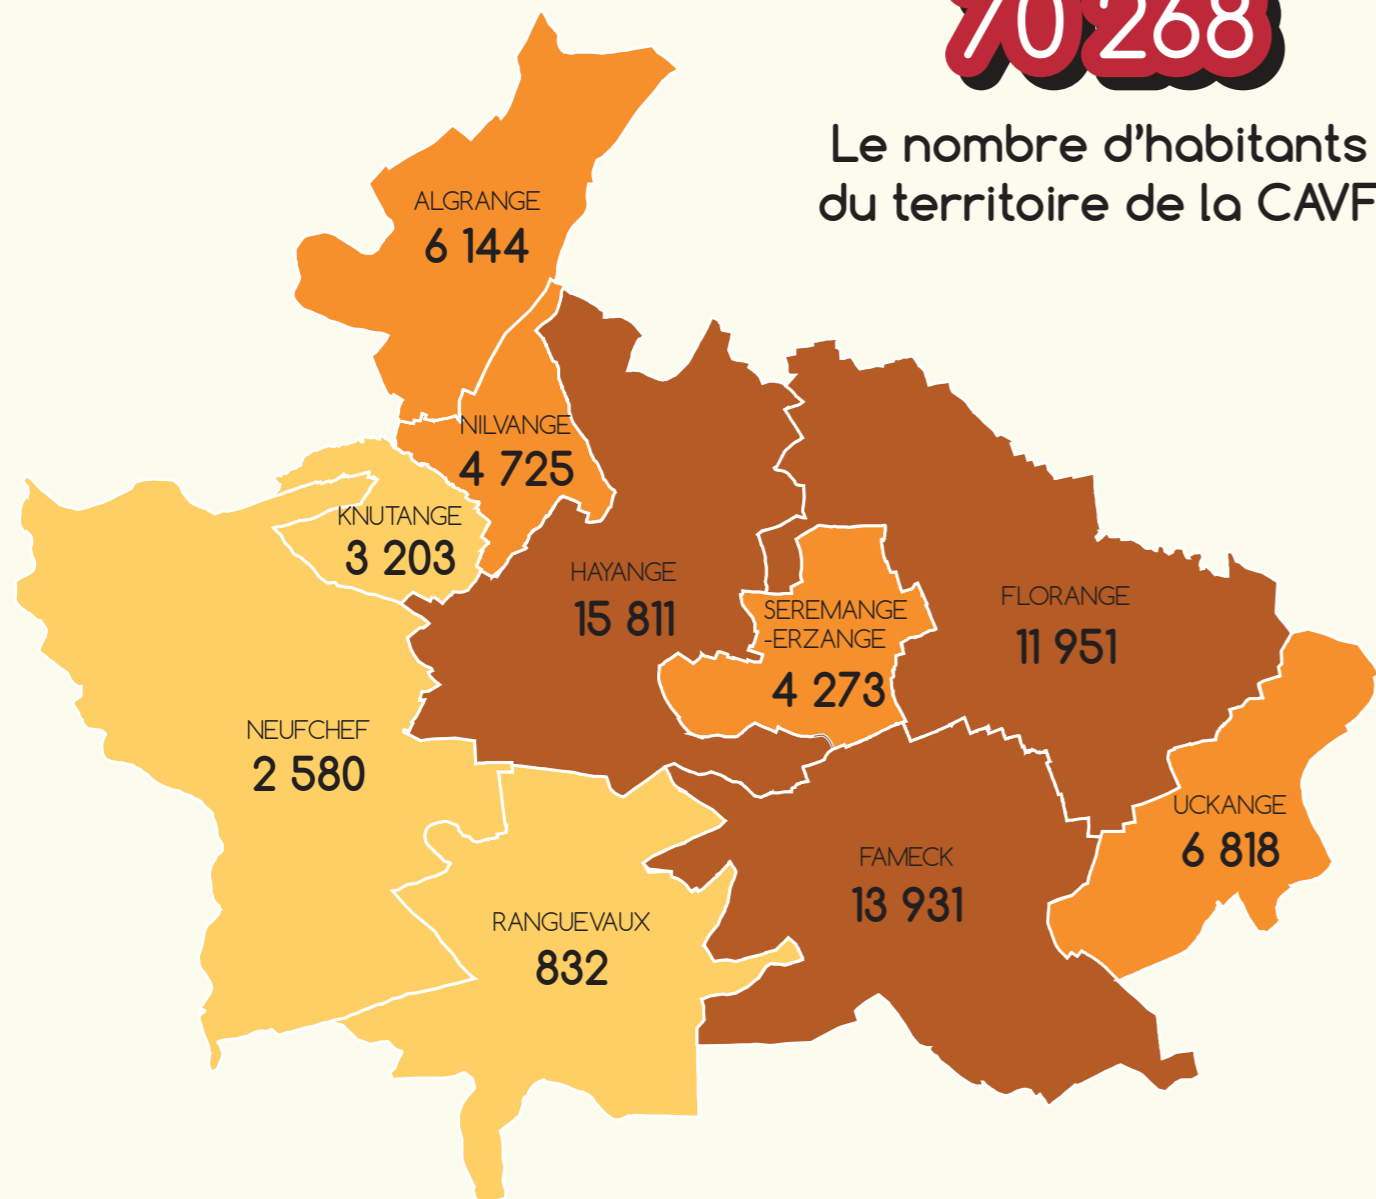 70 268
Le nombre d'habitants
du territoire de la CAVF
ALGRANGE
6 144
NILVANGE
4 725
KNUTANGE
3 203
HAYANGE
15 811
SEREMANGE
-ERZANGE
4 273
FLORANGE
11 951
NEUFCHEF
2 580
UCKANGE
6 818
FAMECK
13 931
RANGUEVAUX
832